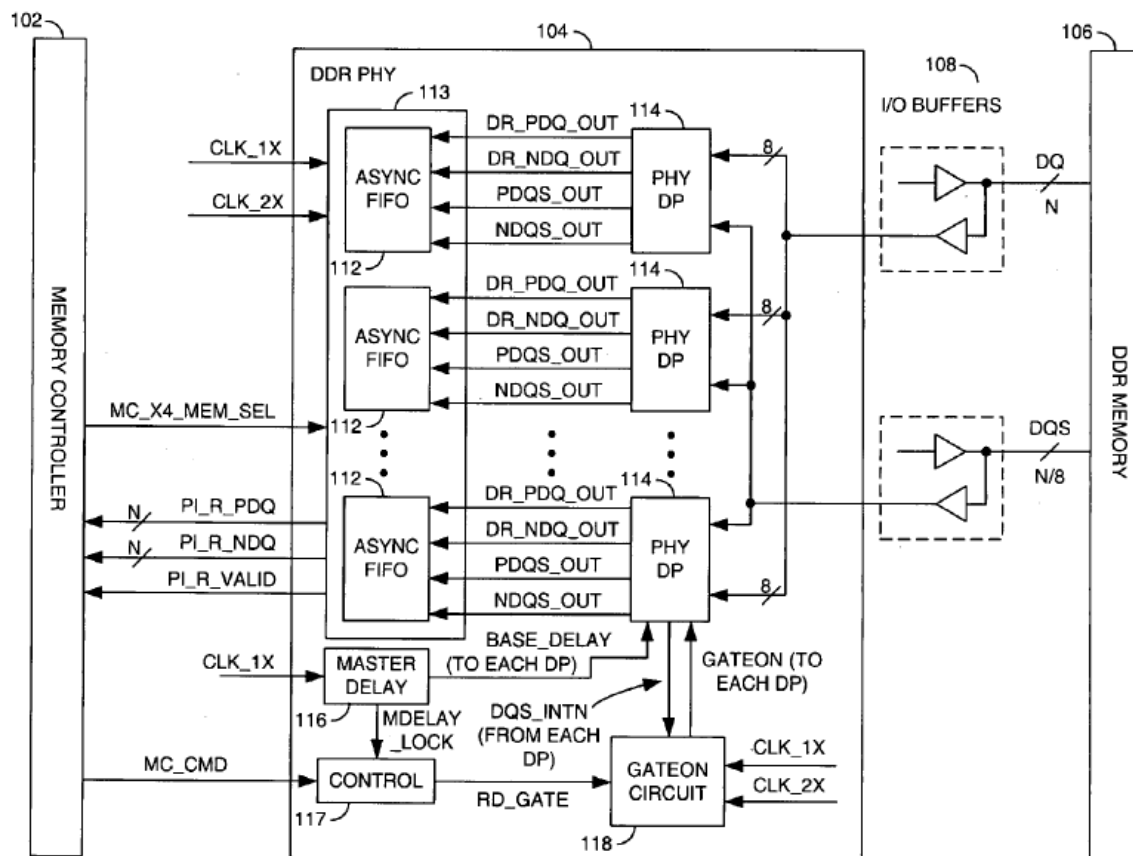 102
104
106
DDR PHY
108
I/O BUFFERS
113
114
CLK_1X
CLK_2X
ASYNC
FIFO
112
DR_PDQ_OUT
DR_NDQ_OUT
PDQS_OUT
NDQS_OUT
PHY
DP
8
DQ
N
MEMORY CONTROLLER
ASYNC
FIFO
112
DR_PDQ_OUT
DR_NDQ_OUT
PDQS_OUT
NDQS_OUT
114
PHY
DP
8
DDR MEMORY
MC_X4_MEM_SEL
DQS
N/8
112
ASYNC
FIFO
DR_PDQ_OUT
DR_NDQ_OUT
PDQS_OUT
NDQS_OUT
114
PHY
DP
8
N
PI_R_PDQ
N
PI_R_NDQ
PI_R_VALID
CLK_1X
MASTER
DELAY
116
BASE_DELAY
(TO EACH DP)
GATEON (TO
EACH DP)
MDELAY
_LOCK
DQS_INTN
(FROM EACH
DP)
MC_CMD
CONTROL
117
RD_GATE
GATEON
CIRCUIT
118
CLK_1X
CLK_2X